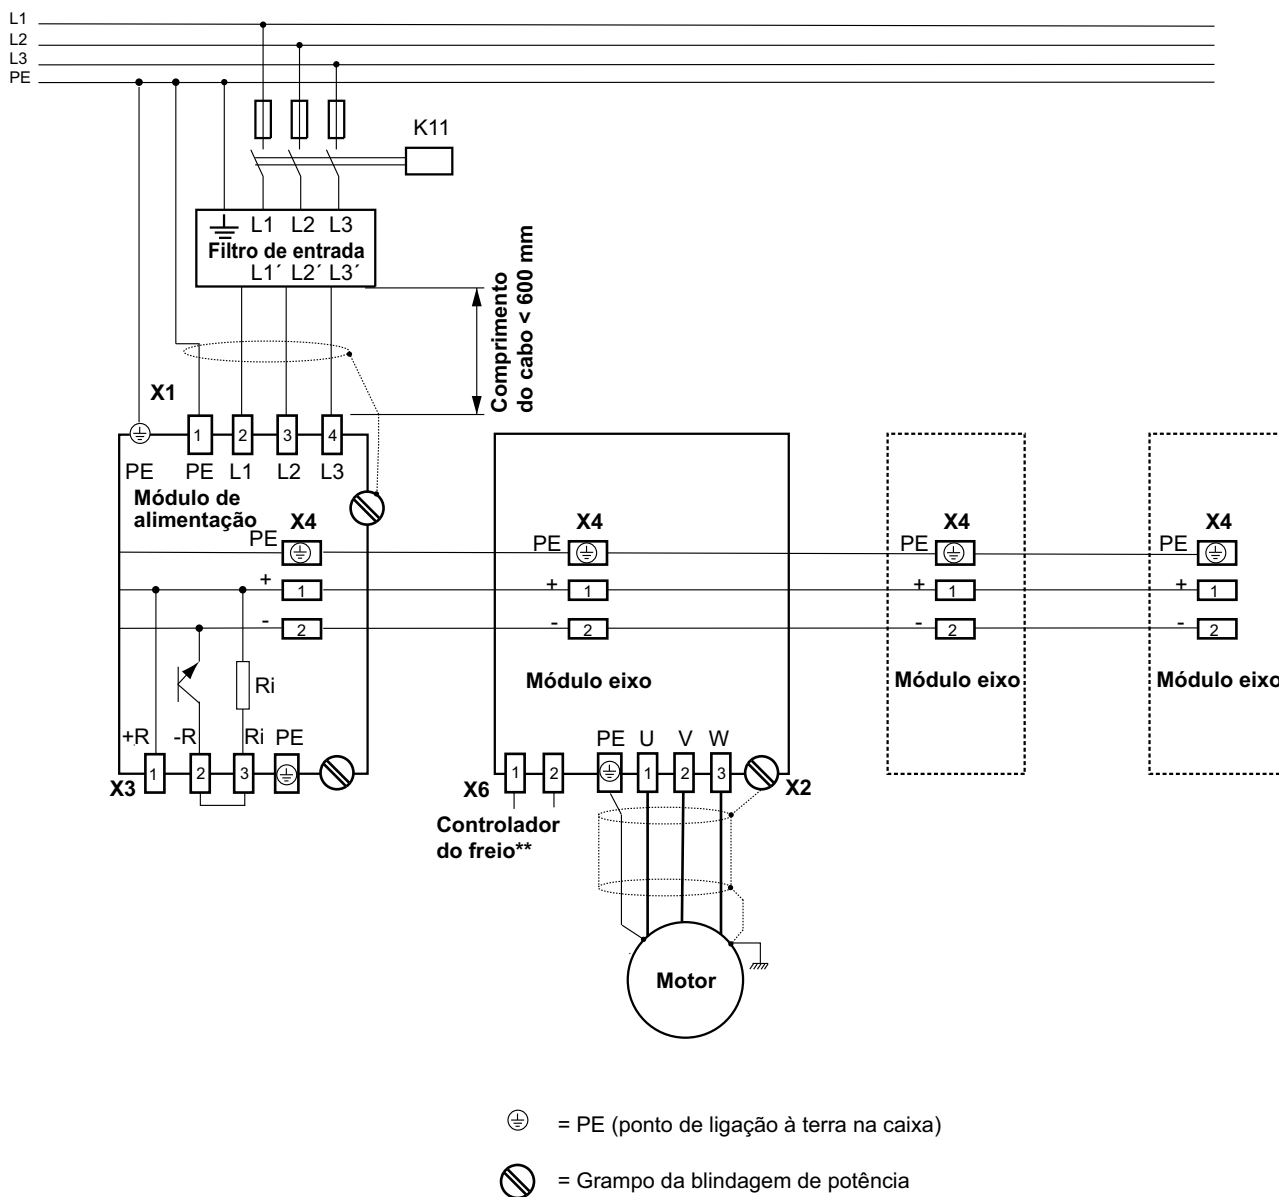 L1
L2
L3
PE
K11
L1 L2 L3
Filtro de entrada
L1´ L2´ L3´
Comprimento
do cabo < 600 mm
X1
1 2 3 4
PE PE L1 L2 L3
Módulo de
alimentação
X4 X4 X4 X4
PE PE PE PE
+ 1 + 1 + 1 + 1
- 2 - 2 - 2 - 2
Ri
Módulo eixo Módulo eixo Módulo eixo
+R -R Ri PE
PE U V W
X3 1 2 3
X6 1 2 1 2 3 X2
Controlador
do freio**
Motor
= PE (ponto de ligação à terra na caixa)
= Grampo da blindagem de potência